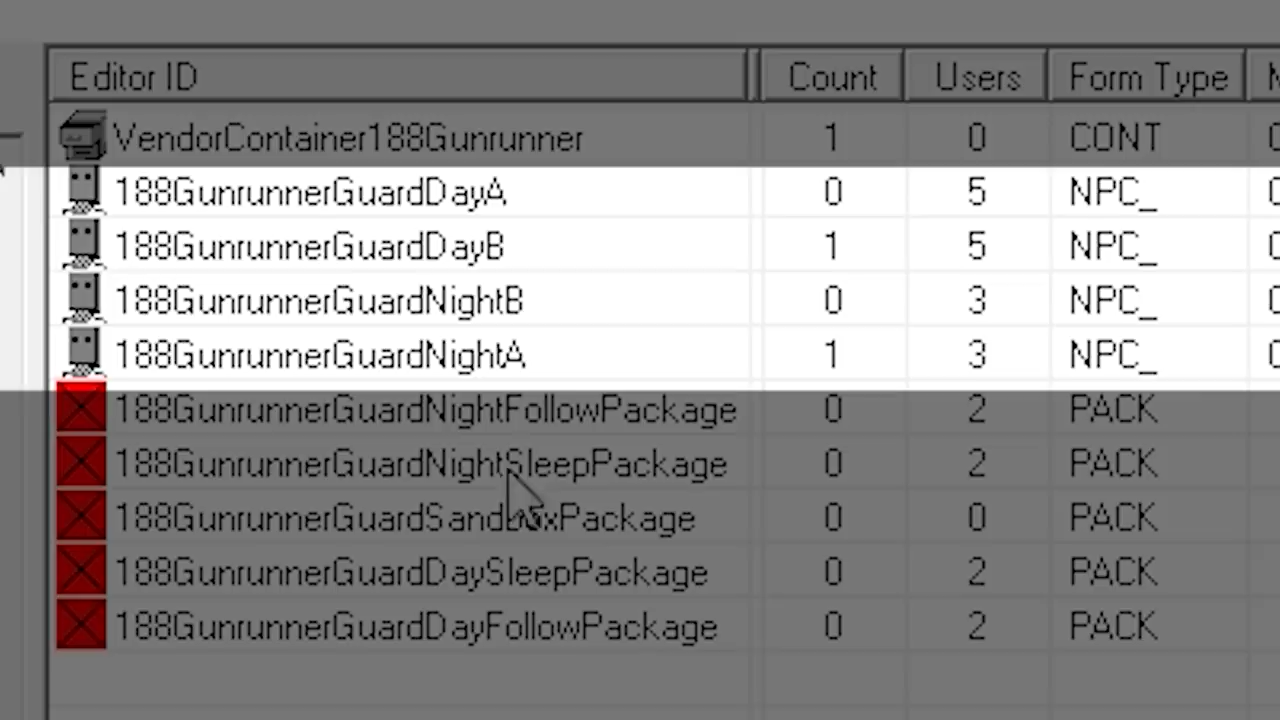 Editor ID Count Users Form Type
VendorContainer188Gunrunner 1 0 CONT
188GunrunnerGuardDayA 0 5 NPC_
188GunrunnerGuardDayB 1 5 NPC_
188GunrunnerGuardNightB 0 3 NPC_
188GunrunnerGuardNightA 1 3 NPC_
188GunrunnerGuardNightFollowPackage 0 2 PACK
188GunrunnerGuardNightSleepPackage 0 2 PACK
188GunrunnerGuardSandboxPackage 0 0 PACK
188GunrunnerGuardDaySleepPackage 0 2 PACK
188GunrunnerGuardDayFollowPackage 0 2 PACK